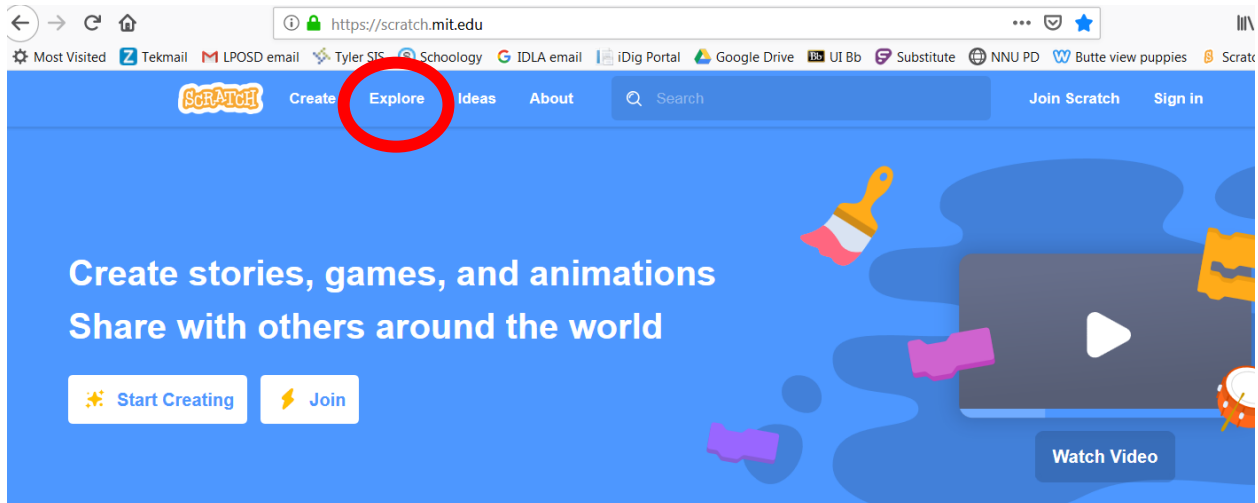 https://scratch.mit.edu
Most Visited Tekmail LPOSD email Tyler SIS Schoology IDLA email iDig Portal Google Drive UI Bb Substitute NNU PD Butte view puppies
SCRATCH Create Explore Ideas About Search Join Scratch Sign in
Create stories, games, and animations
Share with others around the world
Start Creating Join
Watch Video